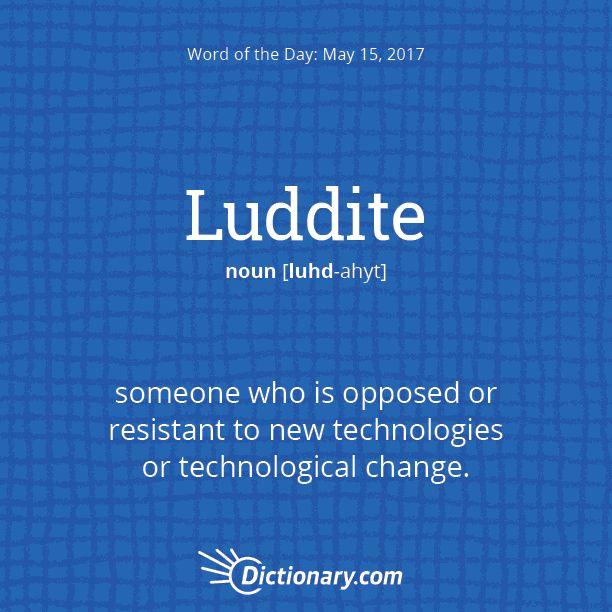 Word of the Day: May 15, 2017
Luddite
noun [luhd-ahyt]
someone who is opposed or
resistant to new technologies
or technological change.
Dictionary.com